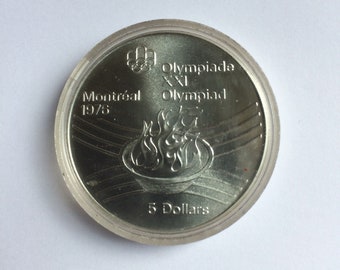 Olympiade
XXI
Montréal Olympiad
1976
5 Dollars